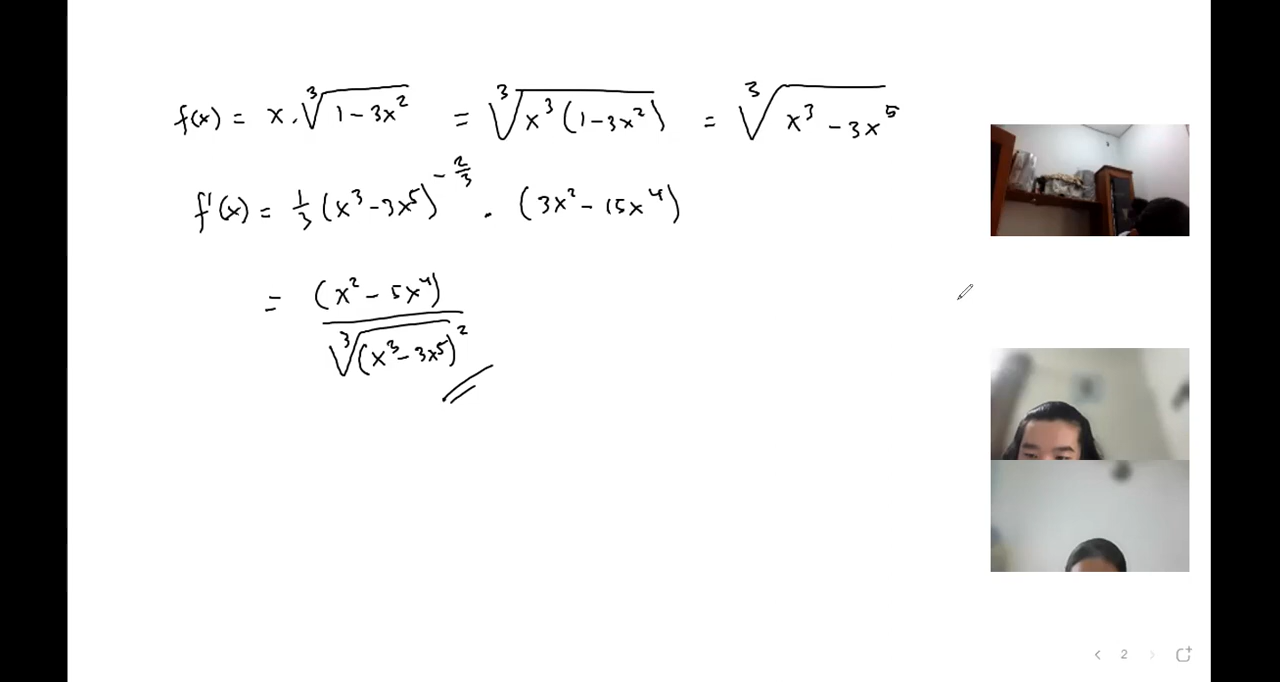 f(x) = x . ∛(1 − 3x²) = ∛(x³ (1−3x²)) = ∛(x³ − 3x⁵)
f'(x) = 1/3 (x³ − 3x⁵)^(−2/3) . (3x² − 15x⁴)
= (x² − 5x⁴) / ∛(x³ − 3x⁵)²
2